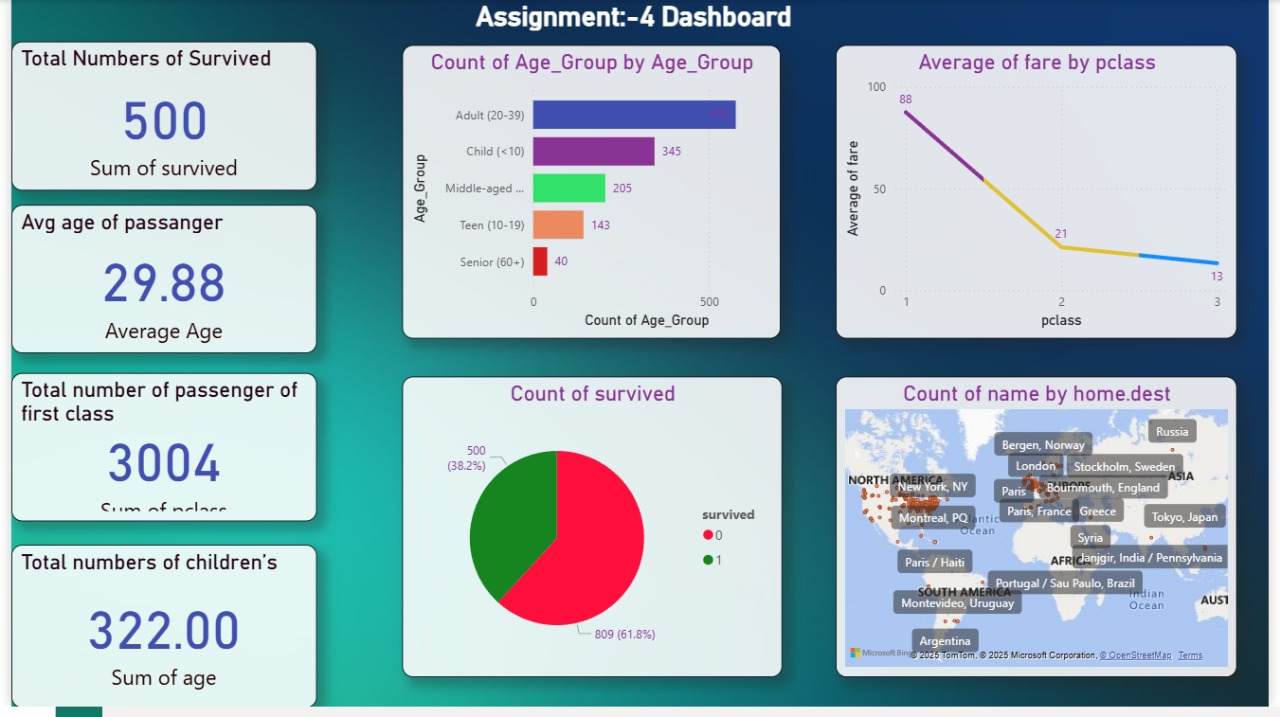 Assignment:-4 Dashboard
Total Numbers of Survived
500
Sum of survived
Avg age of passanger
29.88
Average Age
Total number of passenger of
first class
3004
Sum of pclass
Total numbers of children's
322.00
Sum of age
Count of Age_Group by Age_Group
Age_Group
Adult (20-39)
Child (<10)
345
Middle-aged ...
205
Teen (10-19)
143
Senior (60+)
40
0
500
Count of Age_Group
Average of fare by pclass
Average of fare
100
50
0
88
21
13
1
2
3
pclass
Count of survived
500
(38.2%)
809 (61.8%)
survived
0
1
Count of name by home.dest
Russia
Bergen, Norway
London
Stockholm, Sweden
ASIA
NORTH AMERICA
New York, NY
Paris
Bournmouth, England
Montreal, PQ
Paris, France
Greece
Tokyo, Japan
Ocean
Syria
Paris / Haiti
Janjgir, India / Pennsylvania
Portugal / Sau Paulo, Brazil
SOUTH AMERICA
Montevideo, Uruguay
Indian
Ocean
AUST
Argentina
Microsoft Bing
© 2025 TomTom, © 2025 Microsoft Corporation, © OpenStreetMap Terms